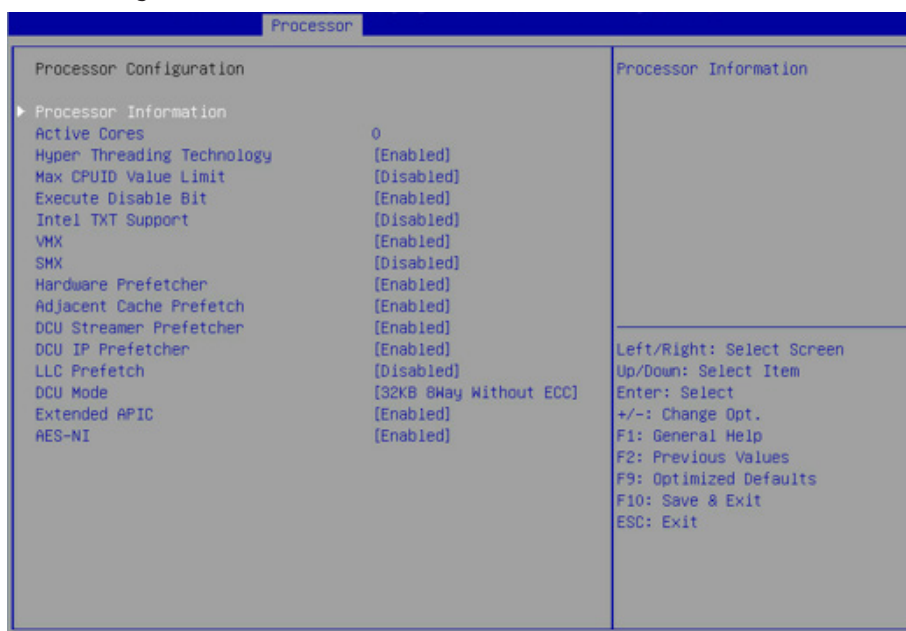 Processor
Processor Configuration
Processor Information
Active Cores 0
Hyper Threading Technology [Enabled]
Max CPUID Value Limit [Disabled]
Execute Disable Bit [Enabled]
Intel TXT Support [Disabled]
VMX [Enabled]
SMX [Disabled]
Hardware Prefetcher [Enabled]
Adjacent Cache Prefetch [Enabled]
DCU Streamer Prefetcher [Enabled]
DCU IP Prefetcher [Enabled]
LLC Prefetch [Disabled]
DCU Mode [32KB 8Way Without ECC]
Extended APIC [Enabled]
AES-NI [Enabled]
Processor Information
Left/Right: Select Screen
Up/Down: Select Item
Enter: Select
+/-: Change Opt.
F1: General Help
F2: Previous Values
F9: Optimized Defaults
F10: Save & Exit
ESC: Exit